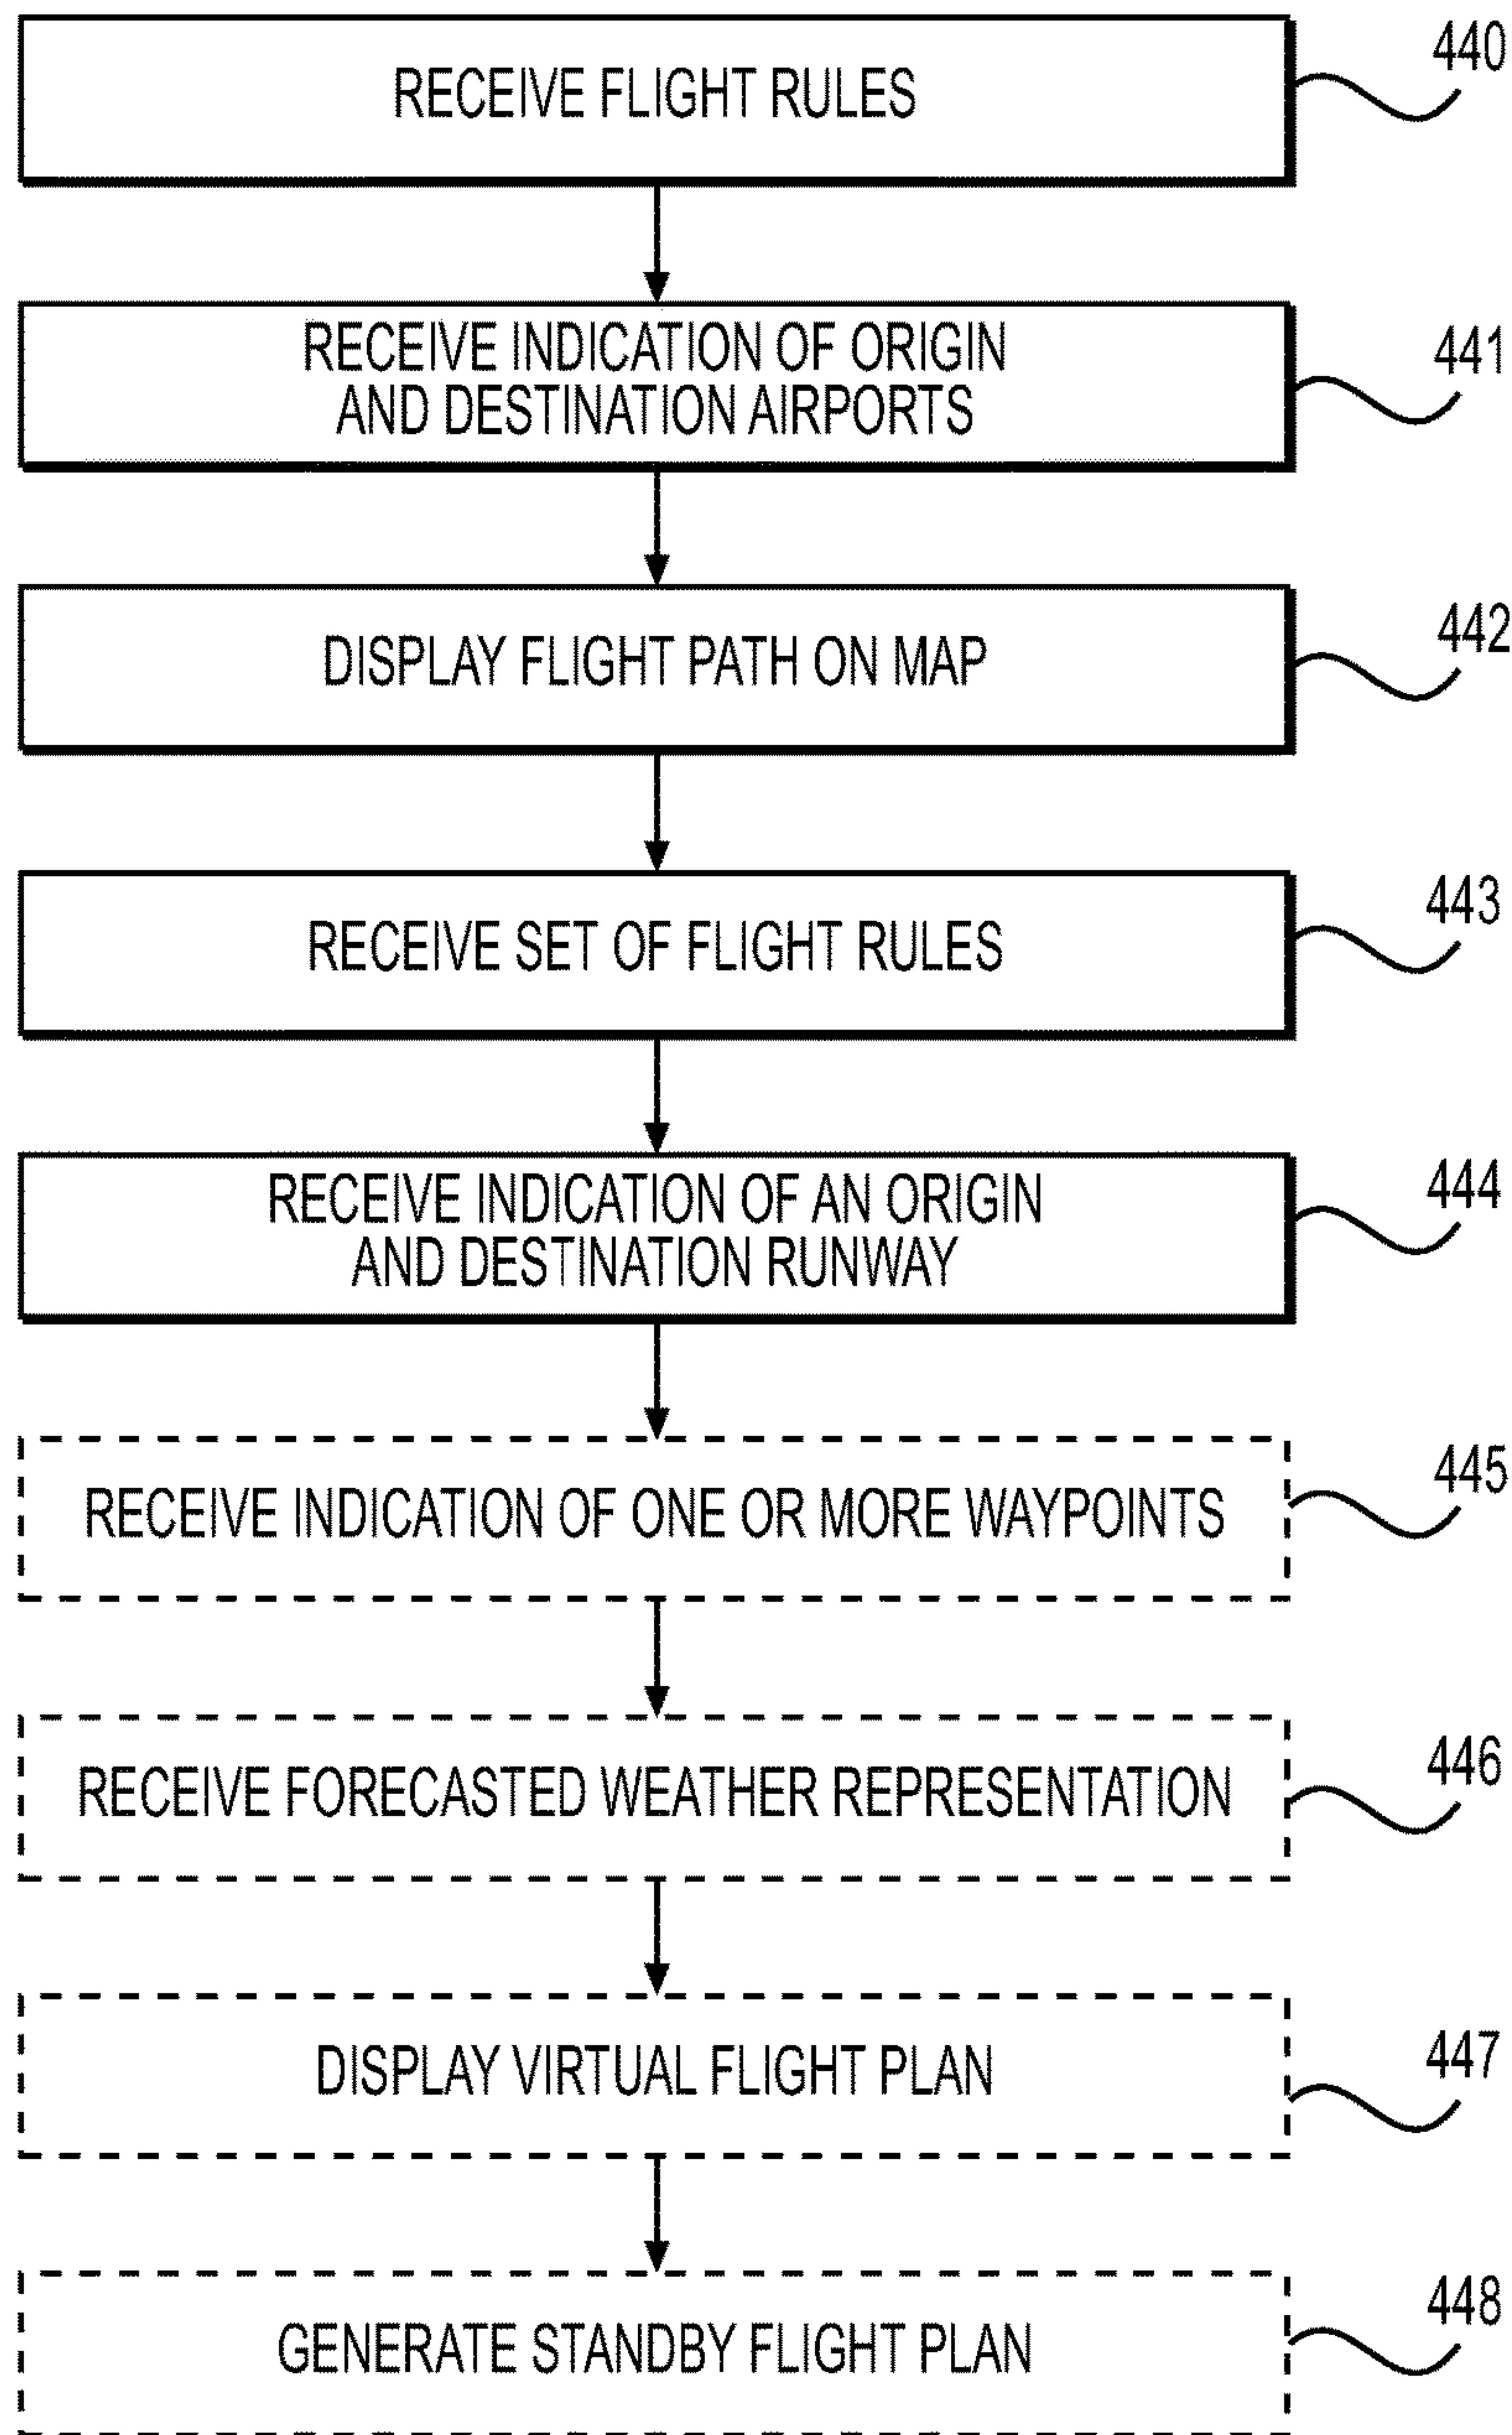 RECEIVE FLIGHT RULES
440
RECEIVE INDICATION OF ORIGIN
AND DESTINATION AIRPORTS
441
DISPLAY FLIGHT PATH ON MAP
442
RECEIVE SET OF FLIGHT RULES
443
RECEIVE INDICATION OF AN ORIGIN
AND DESTINATION RUNWAY
444
RECEIVE INDICATION OF ONE OR MORE WAYPOINTS
445
RECEIVE FORECASTED WEATHER REPRESENTATION
446
DISPLAY VIRTUAL FLIGHT PLAN
447
GENERATE STANDBY FLIGHT PLAN
448